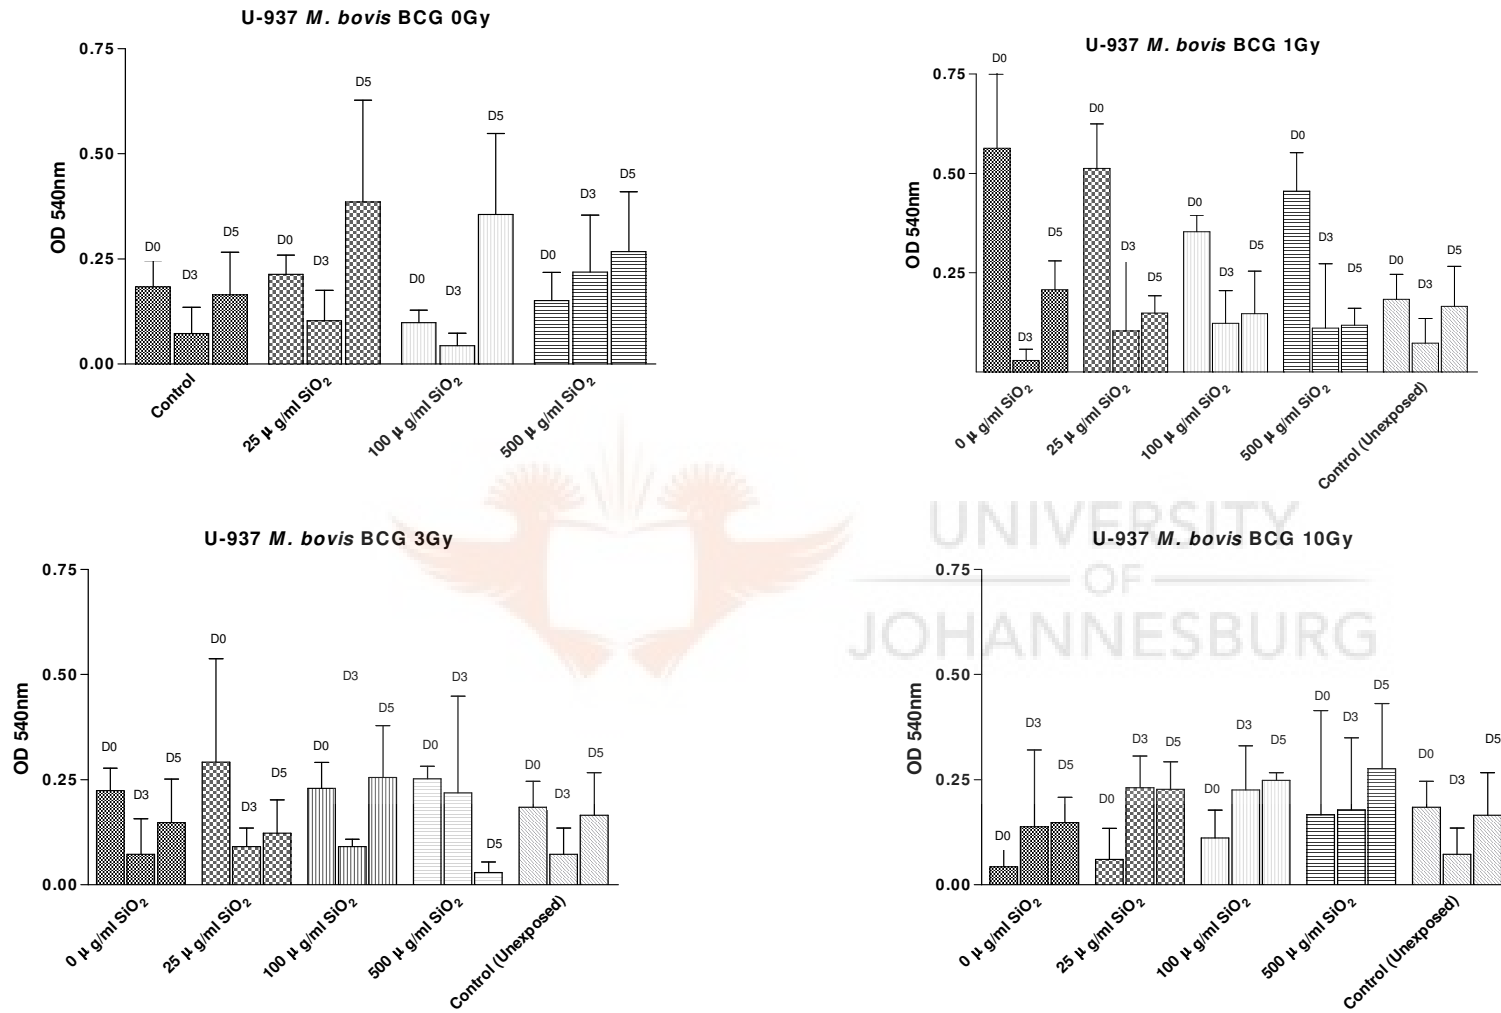 U-937 M. bovis BCG 0Gy
OD 540nm
0.75
0.50
0.25
0.00
D0
D3
D5
D0
D3
D5
D0
D3
D5
D0
D3
D5
Control
25 µ g/ml SiO2
100 µ g/ml SiO2
500 µ g/ml SiO2
U-937 M. bovis BCG 1Gy
OD 540nm
0.75
0.50
0.25
D0
D3
D5
D0
D3
D5
D0
D3
D5
D0
D3
D5
D0
D3
D5
0 µ g/ml SiO2
25 µ g/ml SiO2
100 µ g/ml SiO2
500 µ g/ml SiO2
Control (Unexposed)
UNIVERSITY
OF
JOHANNESBURG
U-937 M. bovis BCG 3Gy
OD 540nm
0.75
0.50
0.25
0.00
D0
D3
D5
D0
D3
D5
D0
D3
D5
D0
D3
D5
D0
D3
D5
0 µ g/ml SiO2
25 µ g/ml SiO2
100 µ g/ml SiO2
500 µ g/ml SiO2
Control (Unexposed)
U-937 M. bovis BCG 10Gy
OD 540nm
0.75
0.50
0.25
0.00
D0
D3
D5
D0
D3
D5
D0
D3
D5
D0
D3
D5
D0
D3
D5
0 µ g/ml SiO2
25 µ g/ml SiO2
100 µ g/ml SiO2
500 µ g/ml SiO2
Control (Unexposed)